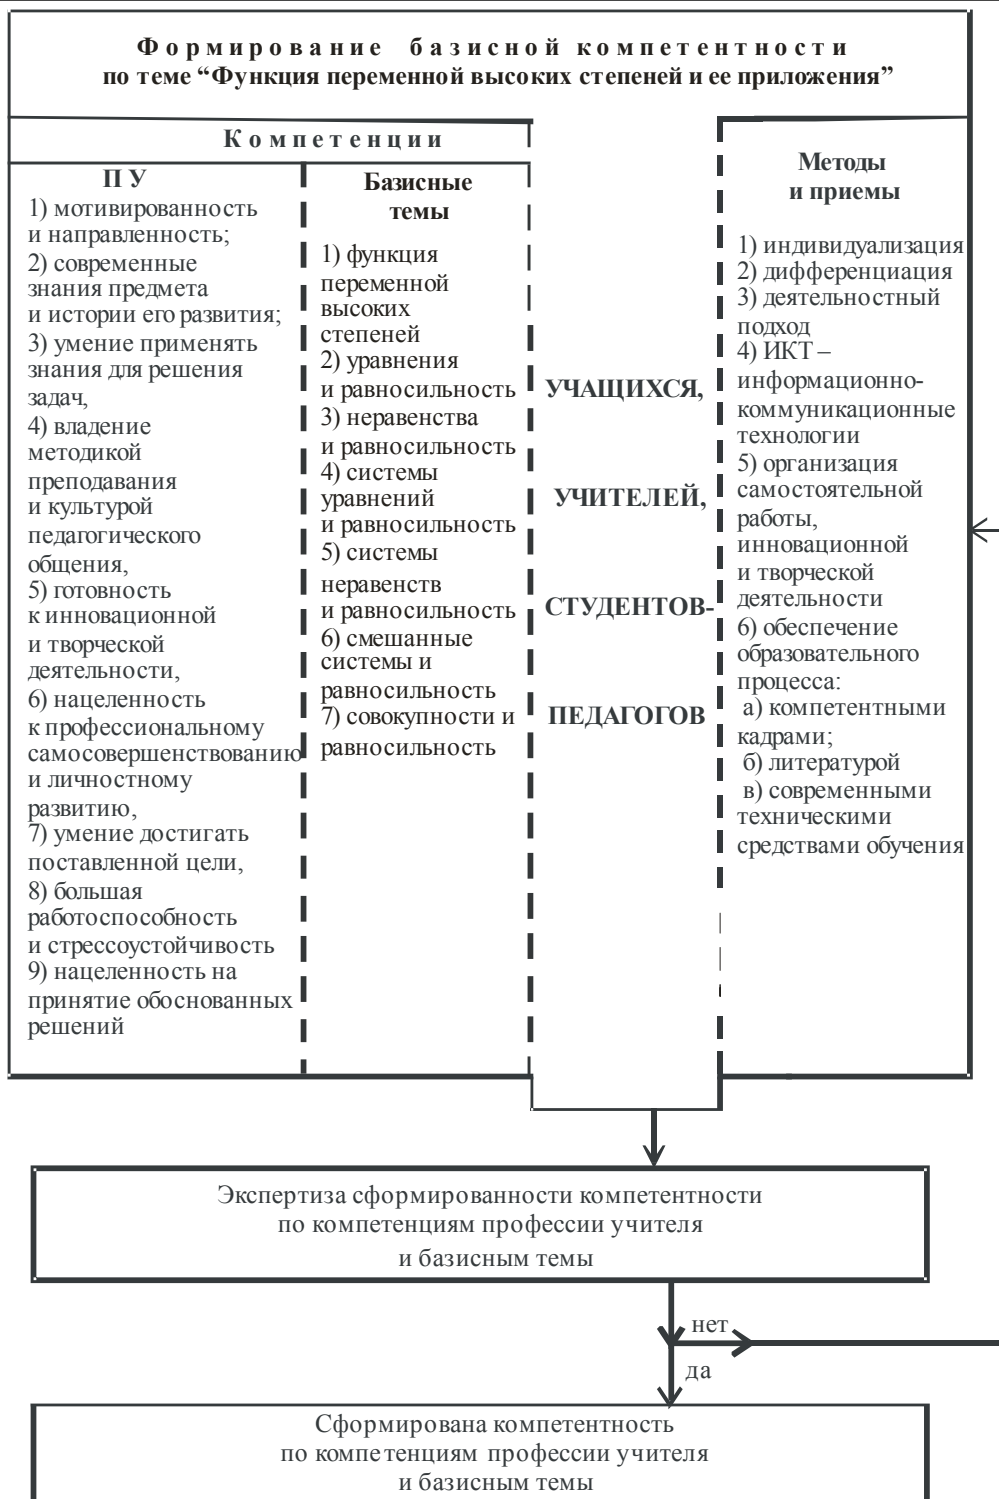 Формирование базисной компетентности
по теме “Функция переменной высоких степеней и ее приложения”
Компетенции
ПУ
1) мотивированность
и направленность;
2) современные
знания предмета
и истории его развития;
3) умение применять
знания для решения
задач,
4) владение
методикой
преподавания
и культурой
педагогического
общения,
5) готовность
к инновационной
и творческой
деятельности,
6) нацеленность
к профессиональному
самосовершенствованию
и личностному
развитию,
7) умение достигать
поставленной цели,
8) большая
работоспособность
и стрессоустойчивость
9) нацеленность на
принятие обоснованных
решений
Базисные
темы
1) функция
переменной
высоких
степеней
2) уравнения
и равносильность
3) неравенства
и равносильность
4) системы
уравнений
и равносильность
5) системы
неравенств
и равносильность
6) смешанные
системы и
равносильность
7) совокупности и
равносильность
УЧАЩИХСЯ,
УЧИТЕЛЕЙ,
СТУДЕНТОВ-
ПЕДАГОГОВ
Методы
и приемы
1) индивидуализация
2) дифференциация
3) деятельностный
подход
4) ИКТ –
информационно-
коммуникационные
технологии
5) организация
самостоятельной
работы,
инновационной
и творческой
деятельности
6) обеспечение
образовательного
процесса:
а) компетентными
кадрами;
б) литературой
в) современными
техническими
средствами обучения
Экспертиза сформированности компетентности
по компетенциям профессии учителя
и базисным темы
нет
да
Сформирована компетентность
по компетенциям профессии учителя
и базисным темы